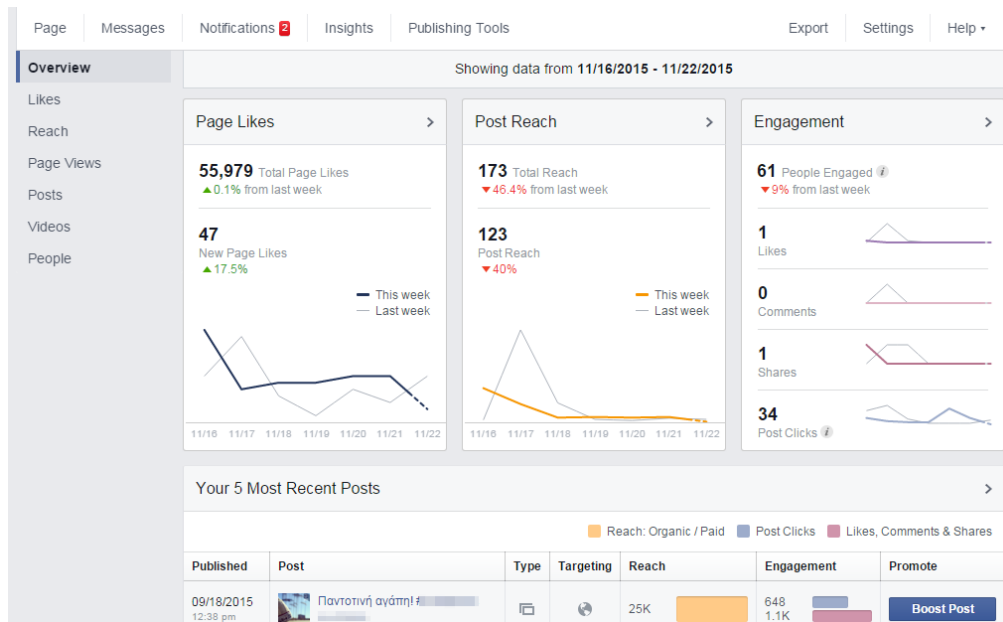 Page Messages Notifications 2 Insights Publishing Tools Export Settings Help
Overview
Likes
Reach
Page Views
Posts
Videos
People
Showing data from 11/16/2015 - 11/22/2015
Page Likes
55,979 Total Page Likes
0.1% from last week
47
New Page Likes
17.5%
This week
Last week
11/16 11/17 11/18 11/19 11/20 11/21 11/22
Post Reach
173 Total Reach
46.4% from last week
123
Post Reach
40%
This week
Last week
11/16 11/17 11/18 11/19 11/20 11/21 11/22
Engagement
61 People Engaged i
9% from last week
1
Likes
0
Comments
1
Shares
34
Post Clicks i
Your 5 Most Recent Posts
Reach: Organic / Paid Post Clicks Likes, Comments & Shares
Published Post Type Targeting Reach Engagement Promote
09/18/2015
12:38 pm
Παντοτινή αγάπη! #
25K
648
1.1K
Boost Post